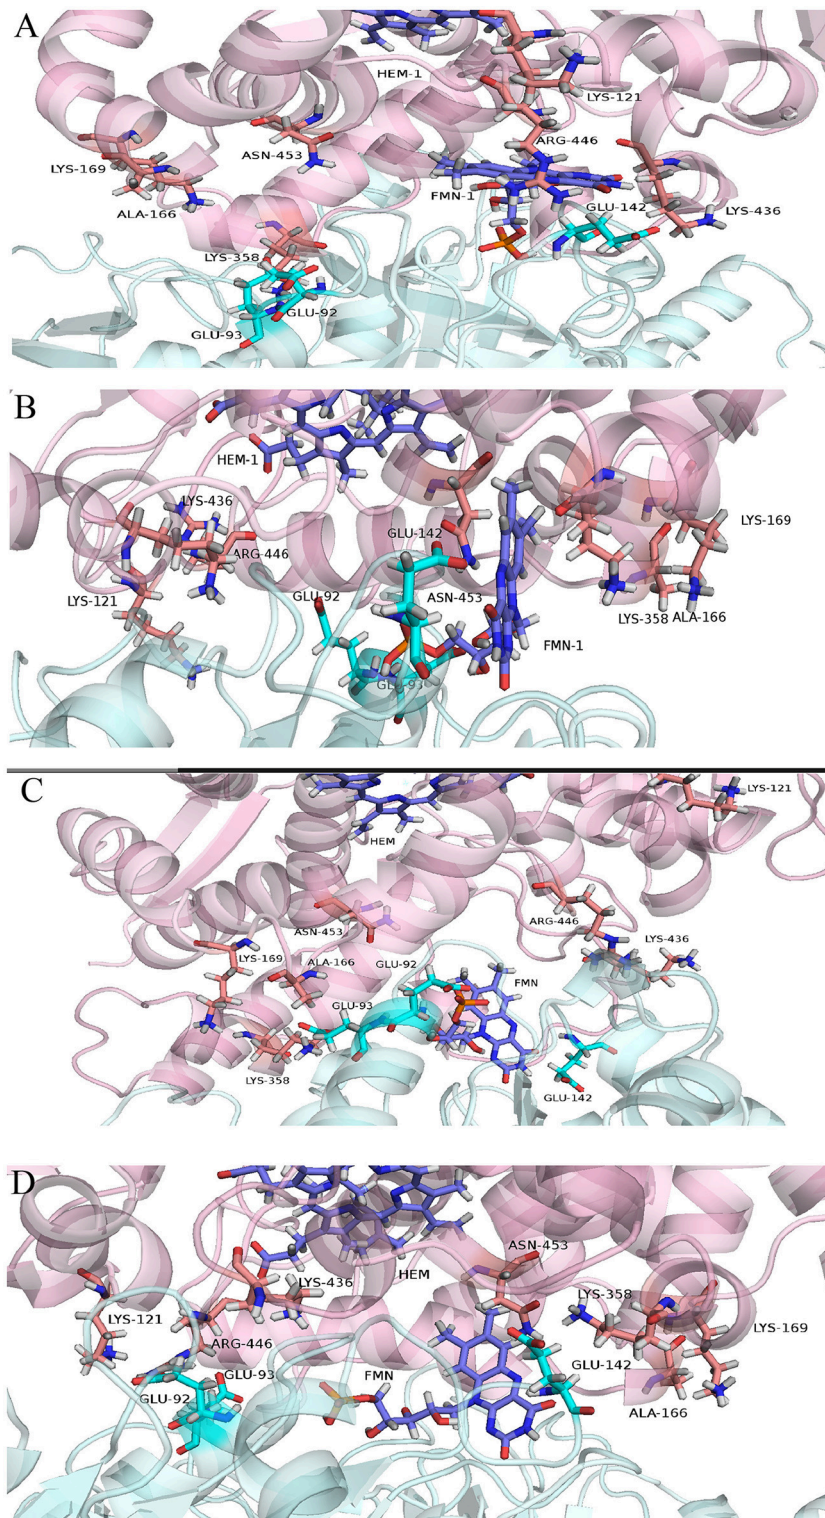 A
HEM-1
LYS-121
ARG-446
ASN-453
LYS-169
FMN-1
GLU-142
ALA-166
LYS-436
LYS-358
GLU-92
GLU-93
B
HEM-1
LYS-436
LYS-169
GLU-142
ARG-446
GLU-92
ASN-453
LYS-121
LYS-358
ALA-166
FMN-1
GLU-93
C
LYS-121
HEM
ARG-446
ASN-453
LYS-436
LYS-169
ALA-166
GLU-92
FMN
GLU-93
LYS-358
GLU-142
D
ASN-453
HEM
LYS-436
LYS-358
LYS-121
LYS-169
ARG-446
GLU-93
GLU-142
FMN
GLU-92
ALA-166